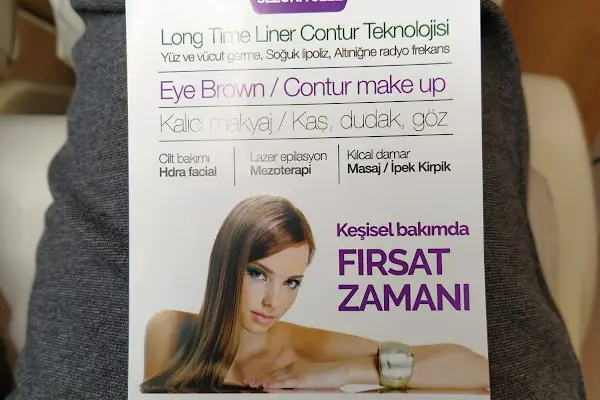 Long Time Liner Contur Teknolojisi
Yüz ve vücut germe, Soğuk lipoliz, Altıniğne radyo frekans
Eye Brown / Contur make up
Kalıcı makyaj / Kaş, dudak, göz
Cilt bakımı
Hdra facial
Lazer epilasyon
Mezoterapi
Kılcal damar
Masaj / İpek Kirpik
Keşisel bakımda
FIRSAT
ZAMANI